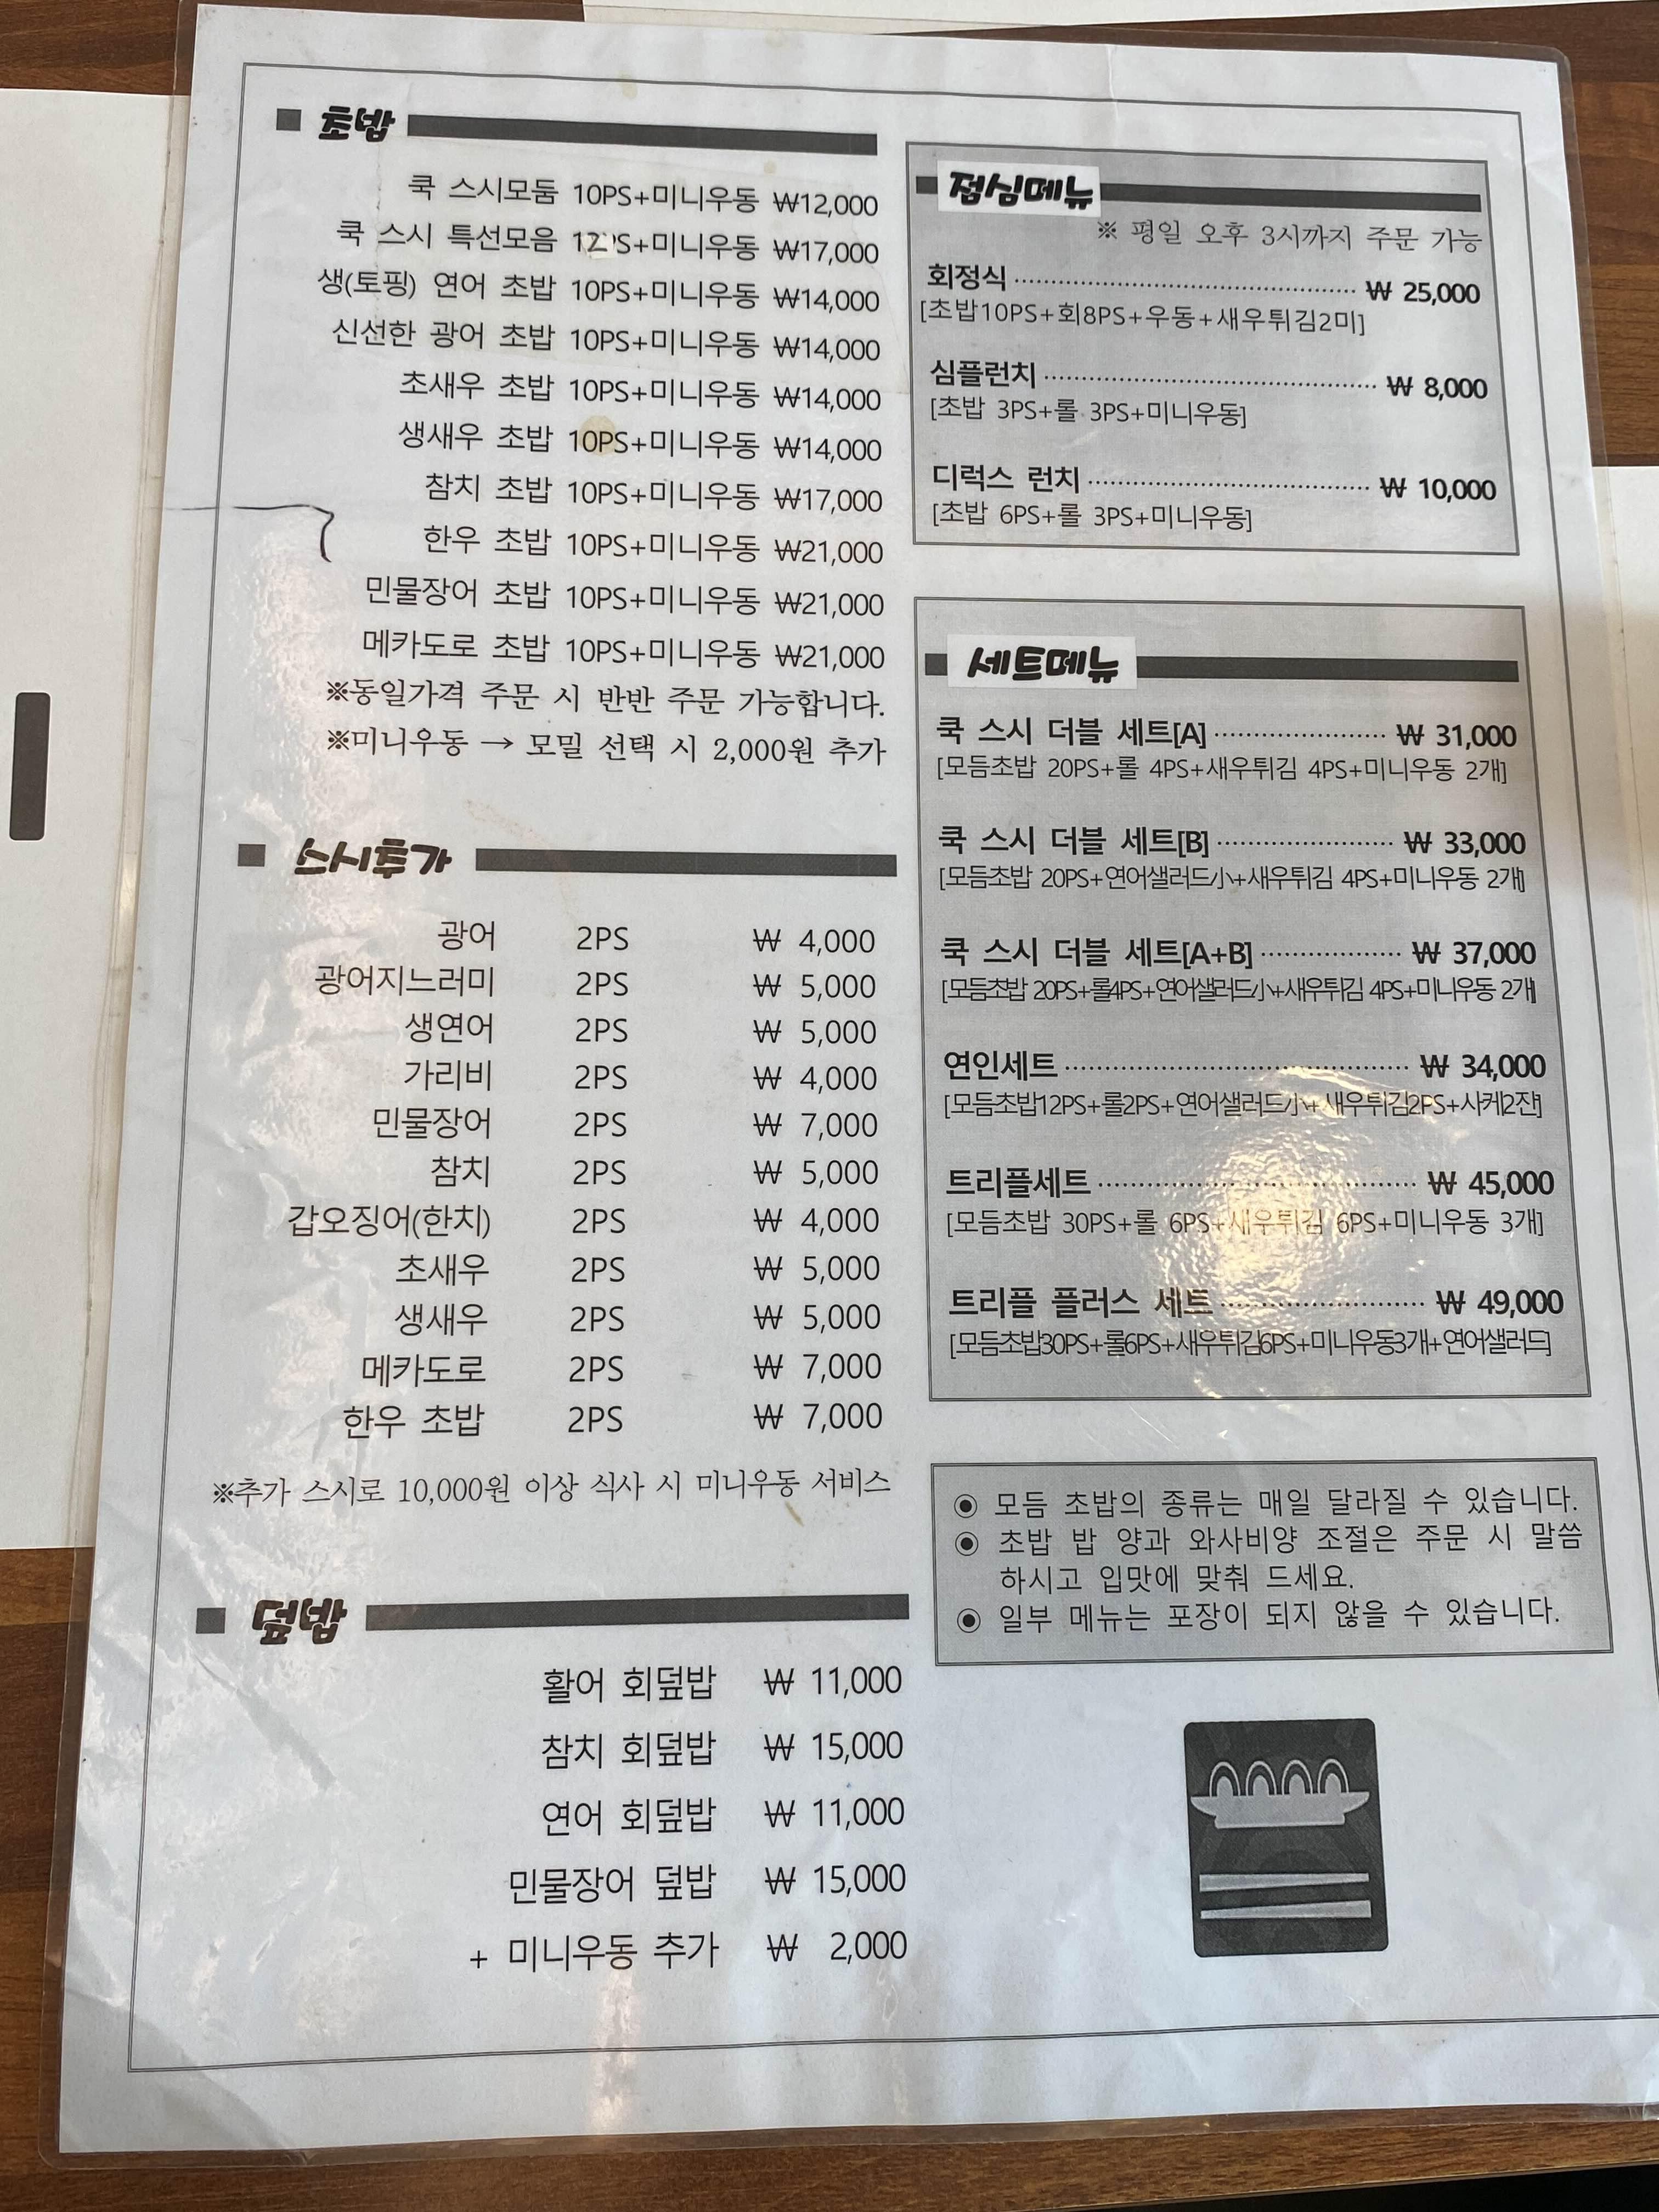 초밥
쿡 스시모둠 10PS+미니우동 ₩12,000
쿡 스시 특선모음 12PS+미니우동 ₩17,000
생(토핑) 연어 초밥 10PS+미니우동 ₩14,000
신선한 광어 초밥 10PS+미니우동 ₩14,000
초새우 초밥 10PS+미니우동 ₩14,000
생새우 초밥 10PS+미니우동 ₩14,000
참치 초밥 10PS+미니우동 ₩17,000
한우 초밥 10PS+미니우동 ₩21,000
민물장어 초밥 10PS+미니우동 ₩21,000
메카도로 초밥 10PS+미니우동 ₩21,000
※동일가격 주문 시 반반 주문 가능합니다.
※미니우동 → 모밀 선택 시 2,000원 추가
스시추가
광어 2PS ₩ 4,000
광어지느러미 2PS ₩ 5,000
생연어 2PS ₩ 5,000
가리비 2PS ₩ 4,000
민물장어 2PS ₩ 7,000
참치 2PS ₩ 5,000
갑오징어(한치) 2PS ₩ 4,000
초새우 2PS ₩ 5,000
생새우 2PS ₩ 5,000
메카도로 2PS ₩ 7,000
한우 초밥 2PS ₩ 7,000
※추가 스시로 10,000원 이상 식사 시 미니우동 서비스
덮밥
활어 회덮밥 ₩ 11,000
참치 회덮밥 ₩ 15,000
연어 회덮밥 ₩ 11,000
민물장어 덮밥 ₩ 15,000
+ 미니우동 추가 ₩ 2,000
점심메뉴
※ 평일 오후 3시까지 주문 가능
회정식 ₩ 25,000
[초밥10PS+회8PS+우동+새우튀김2미]
심플런치 ₩ 8,000
[초밥 3PS+롤 3PS+미니우동]
디럭스 런치 ₩ 10,000
[초밥 6PS+롤 3PS+미니우동]
세트메뉴
쿡 스시 더블 세트[A] ₩ 31,000
[모듬초밥 20PS+롤 4PS+새우튀김 4PS+미니우동 2개]
쿡 스시 더블 세트[B] ₩ 33,000
[모듬초밥 20PS+연어샐러드小+새우튀김 4PS+미니우동 2개]
쿡 스시 더블 세트[A+B] ₩ 37,000
[모듬초밥 20PS+롤4PS+연어샐러드小+새우튀김 4PS+미니우동 2개]
연인세트 ₩ 34,000
[모듬초밥12PS+롤2PS+연어샐러드小+새우튀김2PS+사케2잔]
트리플세트 ₩ 45,000
[모듬초밥 30PS+롤 6PS+새우튀김 6PS+미니우동 3개]
트리플 플러스 세트 ₩ 49,000
[모듬초밥30PS+롤6PS+새우튀김6PS+미니우동3개+연어샐러드]
◉ 모듬 초밥의 종류는 매일 달라질 수 있습니다.
◉ 초밥 밥 양과 와사비양 조절은 주문 시 말씀
하시고 입맛에 맞춰 드세요.
◉ 일부 메뉴는 포장이 되지 않을 수 있습니다.